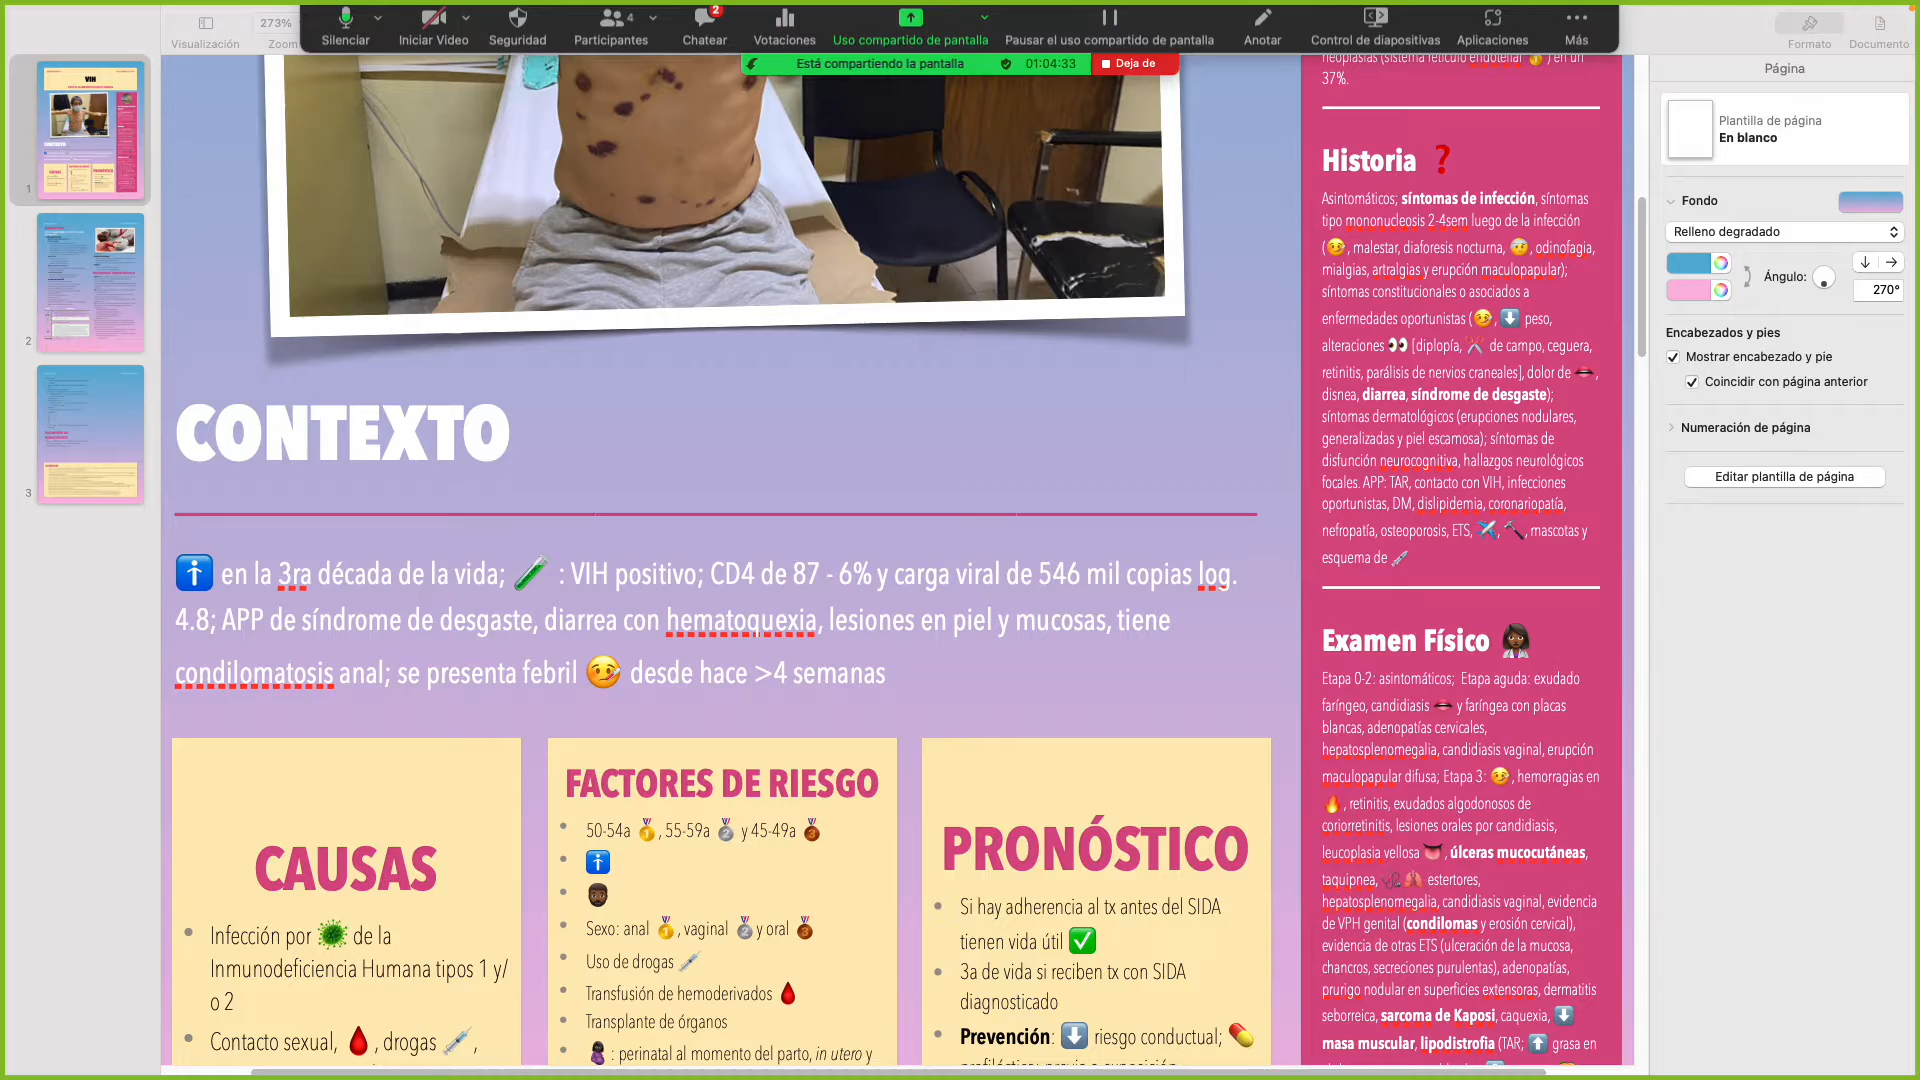 Visualización
273%
Zoom
Silenciar
Iniciar Video
Seguridad
4
Participantes
2
Chatear
Votaciones
Uso compartido de pantalla
Pausar el uso compartido de pantalla
Anotar
Control de diapositivas
Aplicaciones
Más
Formato
Documento
Está compartiendo la pantalla
01:04:33
Deja de
VIH
1
2
3
CONTEXTO
en la 3ra década de la vida; : VIH positivo; CD4 de 87 - 6% y carga viral de 546 mil copias log.
4.8; APP de síndrome de desgaste, diarrea con hematoquexia, lesiones en piel y mucosas, tiene
condilomatosis anal; se presenta febril desde hace >4 semanas
CAUSAS
Infección por de la
Inmunodeficiencia Humana tipos 1 y/
o 2
Contacto sexual, , drogas ,
FACTORES DE RIESGO
50-54a , 55-59a y 45-49a
Sexo: anal , vaginal y oral
Uso de drogas
Transfusión de hemoderivados
Transplante de órganos
: perinatal al momento del parto, in utero y
PRONÓSTICO
Si hay adherencia al tx antes del SIDA
tienen vida útil
3a de vida si reciben tx con SIDA
diagnosticado
Prevención: riesgo conductual;
neoplasias (sistema retículo endotelial ) en un
37%.
Historia ❓
Asintomáticos; síntomas de infección, síntomas
tipo mononucleosis 2-4sem luego de la infección
( , malestar, diaforesis nocturna, , odinofagia,
mialgias, artralgias y erupción maculopapular);
síntomas constitucionales o asociados a
enfermedades oportunistas ( , peso,
alteraciones [diplopía, de campo, ceguera,
retinitis, parálisis de nervios craneales], dolor de ,
disnea, diarrea, síndrome de desgaste);
síntomas dermatológicos (erupciones nodulares,
generalizadas y piel escamosa); síntomas de
disfunción neurocognitiva, hallazgos neurológicos
focales. APP: TAR, contacto con VIH, infecciones
oportunistas, DM, dislipidemia, coronariopatía,
nefropatía, osteoporosis, ETS, , , mascotas y
esquema de
Examen Físico
Etapa 0-2: asintomáticos; Etapa aguda: exudado
faríngeo, candidiasis y faríngea con placas
blancas, adenopatías cervicales,
hepatosplenomegalia, candidiasis vaginal, erupción
maculopapular difusa; Etapa 3: , hemorragias en
, retinitis, exudados algodonosos de
coriorretinitis, lesiones orales por candidiasis,
leucoplasia vellosa , úlceras mucocutáneas,
taquipnea, estertores,
hepatosplenomegalia, candidiasis vaginal, evidencia
de VPH genital (condilomas y erosión cervical),
evidencia de otras ETS (ulceración de la mucosa,
chancros, secreciones purulentas), adenopatías,
prurigo nodular en superficies extensoras, dermatitis
seborreica, sarcoma de Kaposi, caquexia,
masa muscular, lipodistrofia (TAR; grasa en
Página
Plantilla de página
En blanco
Fondo
Relleno degradado
Ángulo:
270°
Encabezados y pies
Mostrar encabezado y pie
Coincidir con página anterior
Numeración de página
Editar plantilla de página